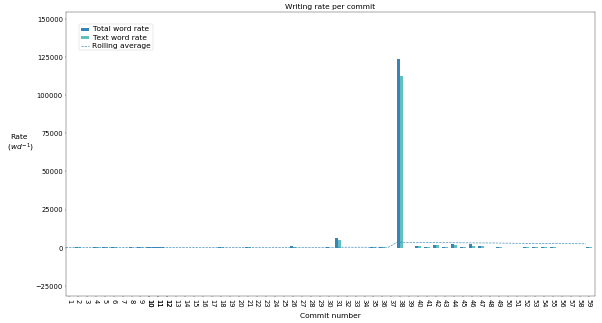 Writing rate per commit
150000
Total word rate
Text word rate
Rolling average
125000
100000
75000
Rate
(wd⁻¹)
50000
25000
0
−25000
1 2 3 4 5 6 7 8 9 10 11 12 13 14 15 16 17 18 19 20 21 22 23 24 25 26 27 28 29 30 31 32 33 34 35 36 37 38 39 40 41 42 43 44 45 46 47 48 49 50 51 52 53 54 55 56 57 58 59
Commit number